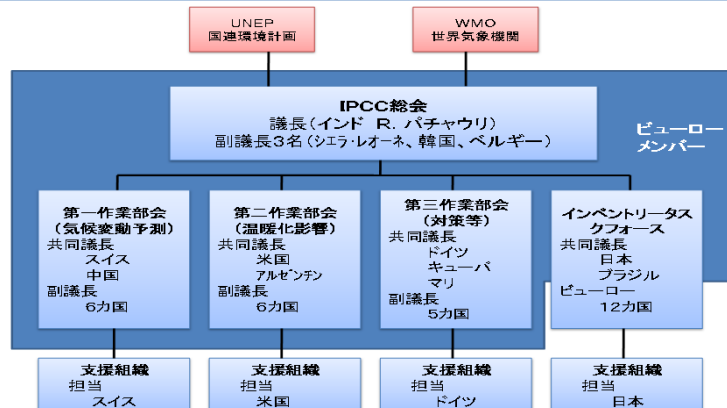 UNEP
国連環境計画
WMO
世界気象機関
IPCC総会
議長(インド R. パチャウリ)
副議長3名(シエラ・レオーネ、韓国、ベルギー)
ビューロー
メンバー
第一作業部会
(気候変動予測)
共同議長
スイス
中国
副議長
6カ国
第二作業部会
(温暖化影響)
共同議長
米国
アルゼンチン
副議長
6カ国
第三作業部会
(対策等)
共同議長
ドイツ
キューバ
マリ
副議長
5カ国
インベントリータス
クフォース
共同議長
日本
ブラジル
ビューロー
12カ国
支援組織
担当
スイス
支援組織
担当
米国
支援組織
担当
ドイツ
支援組織
担当
日本